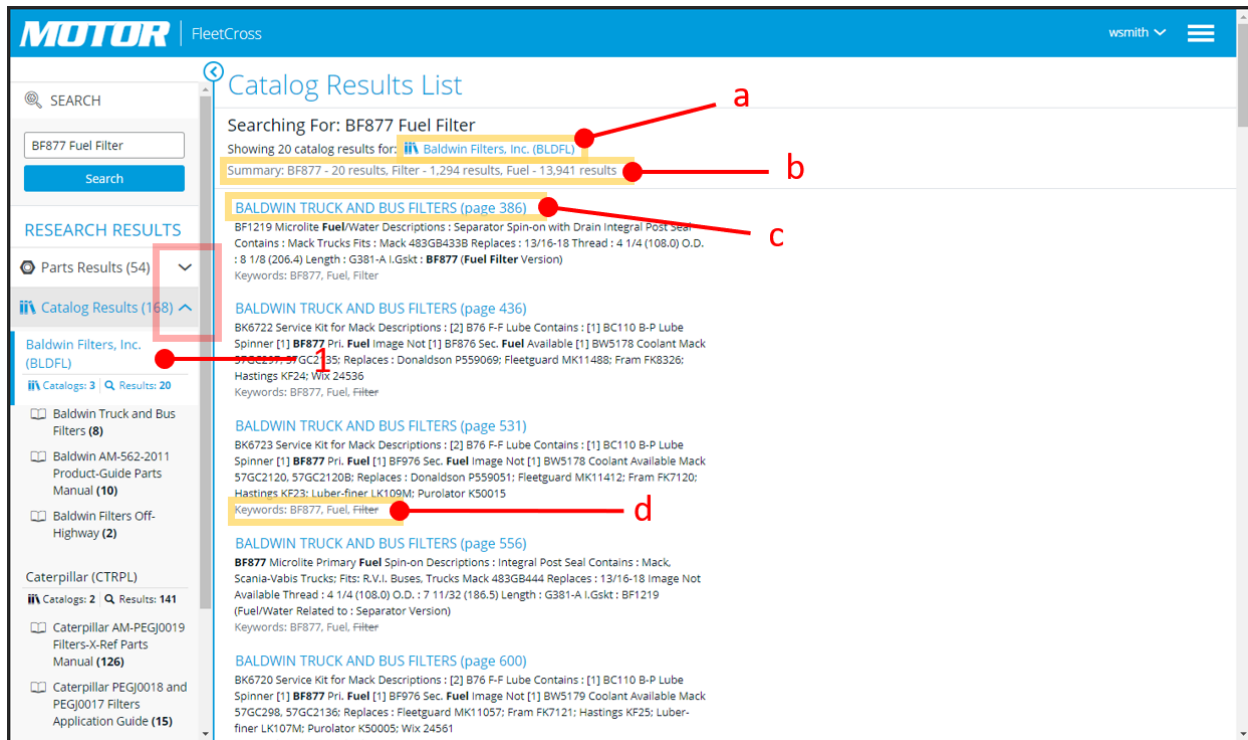 MOTOR FleetCross
wsmith
SEARCH
BF877 Fuel Filter
Search
RESEARCH RESULTS
Parts Results (54)
Catalog Results (168)
Baldwin Filters, Inc.
(BLDFL)
1
Catalogs: 3 Results: 20
Baldwin Truck and Bus
Filters (8)
Baldwin AM-562-2011
Product-Guide Parts
Manual (10)
Baldwin Filters Off-
Highway (2)
Caterpillar (CTRPL)
Catalogs: 2 Results: 141
Caterpillar AM-PEGJ0019
Filters-X-Ref Parts
Manual (126)
Caterpillar PEGJ0018 and
PEGJ0017 Filters
Application Guide (15)
Catalog Results List
a
Searching For: BF877 Fuel Filter
Showing 20 catalog results for: Baldwin Filters, Inc. (BLDFL)
Summary: BF877 - 20 results, Filter - 1,294 results, Fuel - 13,941 results
b
BALDWIN TRUCK AND BUS FILTERS (page 386)
c
BF1219 Microlite Fuel/Water Descriptions : Separator Spin-on with Drain Integral Post Seal
Contains : Mack Trucks Fits : Mack 483GB433B Replaces : 13/16-18 Thread : 4 1/4 (108.0) O.D.
: 8 1/8 (206.4) Length : G381-A I.Gskt : BF877 (Fuel Filter Version)
Keywords: BF877, Fuel, Filter
BALDWIN TRUCK AND BUS FILTERS (page 436)
BK6722 Service Kit for Mack Descriptions : [2] B76 F-F Lube Contains : [1] BC110 B-P Lube
Spinner [1] BF877 Pri. Fuel Image Not [1] BF876 Sec. Fuel Available [1] BW5178 Coolant Mack
57GC297, 57GC2135; Replaces : Donaldson P559069; Fleetguard MK11488; Fram FK8326;
Hastings KF24; Wix 24536
Keywords: BF877, Fuel, Filter
BALDWIN TRUCK AND BUS FILTERS (page 531)
BK6723 Service Kit for Mack Descriptions : [2] B76 F-F Lube Contains : [1] BC110 B-P Lube
Spinner [1] BF877 Pri. Fuel [1] BF976 Sec. Fuel Image Not [1] BW5178 Coolant Available Mack
57GC2120, 57GC2120B; Replaces : Donaldson P559051; Fleetguard MK11412; Fram FK7120;
Hastings KF23; Luber-finer LK109M; Purolator K50015
Keywords: BF877, Fuel, Filter
d
BALDWIN TRUCK AND BUS FILTERS (page 556)
BF877 Microlite Primary Fuel Spin-on Descriptions : Integral Post Seal Contains : Mack,
Scania-Vabis Trucks; Fits: R.V.I. Buses, Trucks Mack 483GB444 Replaces : 13/16-18 Image Not
Available Thread : 4 1/4 (108.0) O.D. : 7 11/32 (186.5) Length : G381-A I.Gskt : BF1219
(Fuel/Water Related to : Separator Version)
Keywords: BF877, Fuel, Filter
BALDWIN TRUCK AND BUS FILTERS (page 600)
BK6720 Service Kit for Mack Descriptions : [2] B76 F-F Lube Contains : [1] BC110 B-P Lube
Spinner [1] BF877 Pri. Fuel [1] BF976 Sec. Fuel Image Not [1] BW5179 Coolant Available Mack
57GC298, 57GC2136; Replaces : Fleetguard MK11057; Fram FK7121; Hastings KF25; Luber-
finer LK107M; Purolator K50005; Wix 24561